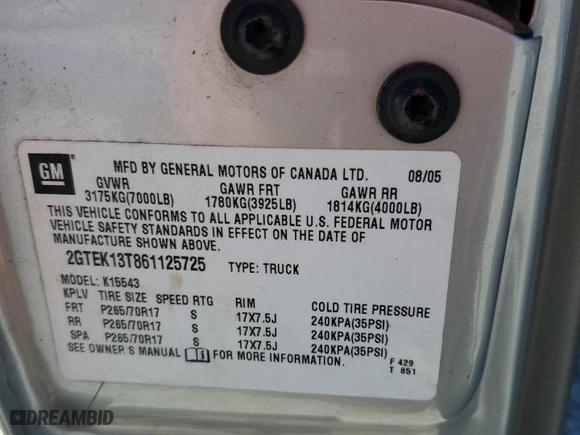 GM
MFD BY GENERAL MOTORS OF CANADA LTD. 08/05
GVWR GAWR FRT GAWR RR
3175KG(7000LB) 1780KG(3925LB) 1814KG(4000LB)
THIS VEHICLE CONFORMS TO ALL APPLICABLE U.S. FEDERAL MOTOR
VEHICLE SAFETY STANDARDS IN EFFECT ON THE DATE OF
MANUFACTURE SHOWN ABOVE.
2GTEK13T861125725 TYPE: TRUCK
MODEL: K15543
KPLV TIRE SIZE SPEED RTG RIM COLD TIRE PRESSURE
FRT P265/70R17 S 17X7.5J 240KPA(35PSI)
RR P265/70R17 S 17X7.5J 240KPA(35PSI)
SPA P265/70R17 S 17X7.5J 240KPA(35PSI)
SEE OWNER'S MANUAL FOR MORE INFORMATION.
F 429
T 851
DREAMBID